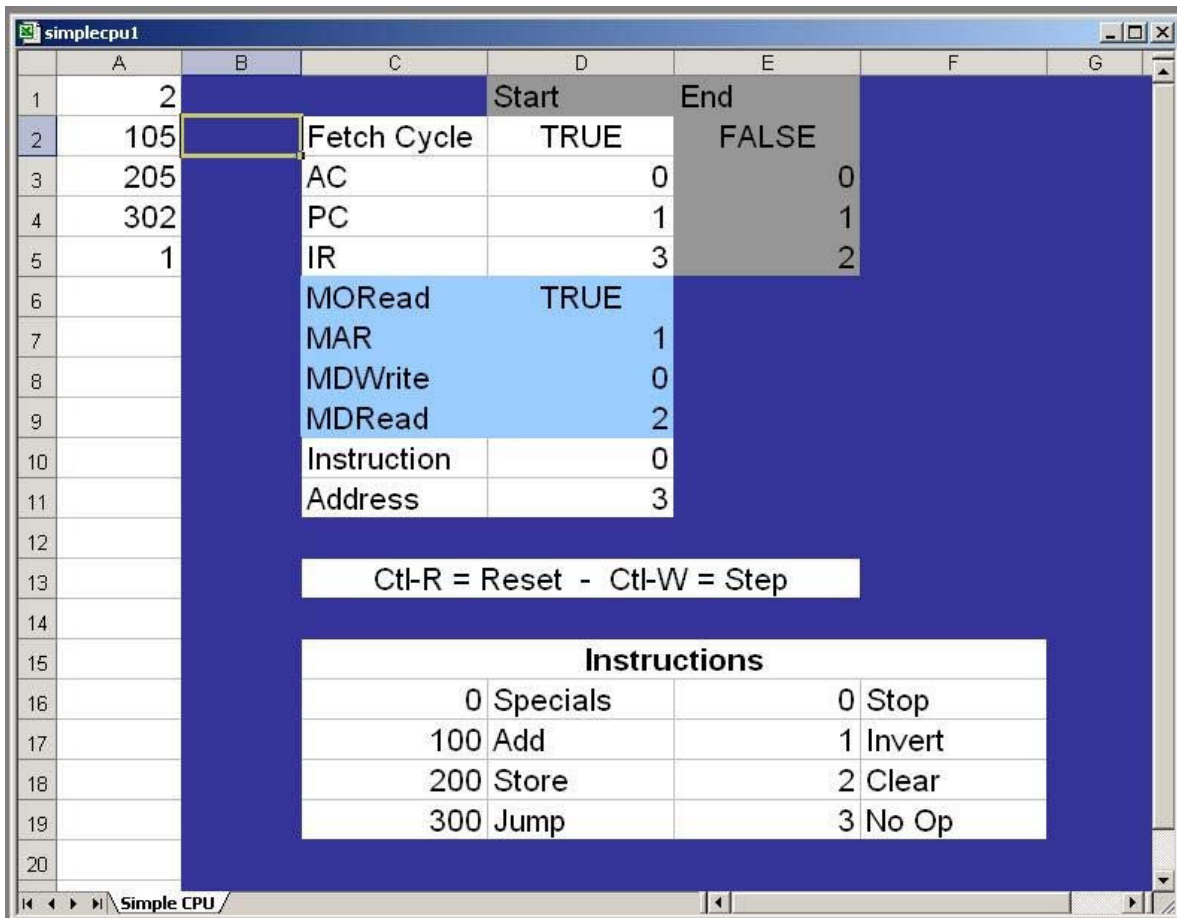 simplecpu1
A B C D E F G
1 2 Start End
2 105 Fetch Cycle TRUE FALSE
3 205 AC 0 0
4 302 PC 1 1
5 1 IR 3 2
6 MORead TRUE
7 MAR 1
8 MDWrite 0
9 MDRead 2
10 Instruction 0
11 Address 3
12
13 Ctl-R = Reset - Ctl-W = Step
14
15 Instructions
16 0 Specials 0 Stop
17 100 Add 1 Invert
18 200 Store 2 Clear
19 300 Jump 3 No Op
20
Simple CPU